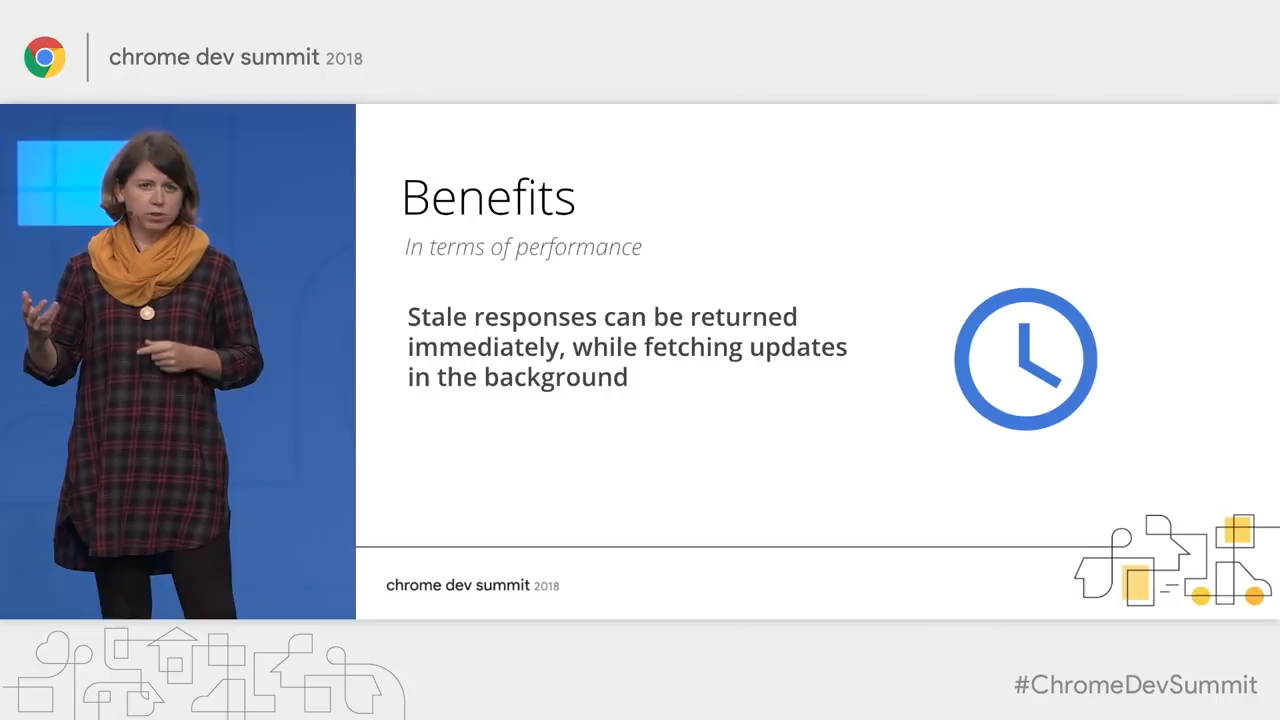 chrome dev summit 2018
Benefits
In terms of performance
Stale responses can be returned
immediately, while fetching updates
in the background
chrome dev summit 2018
#ChromeDevSummit